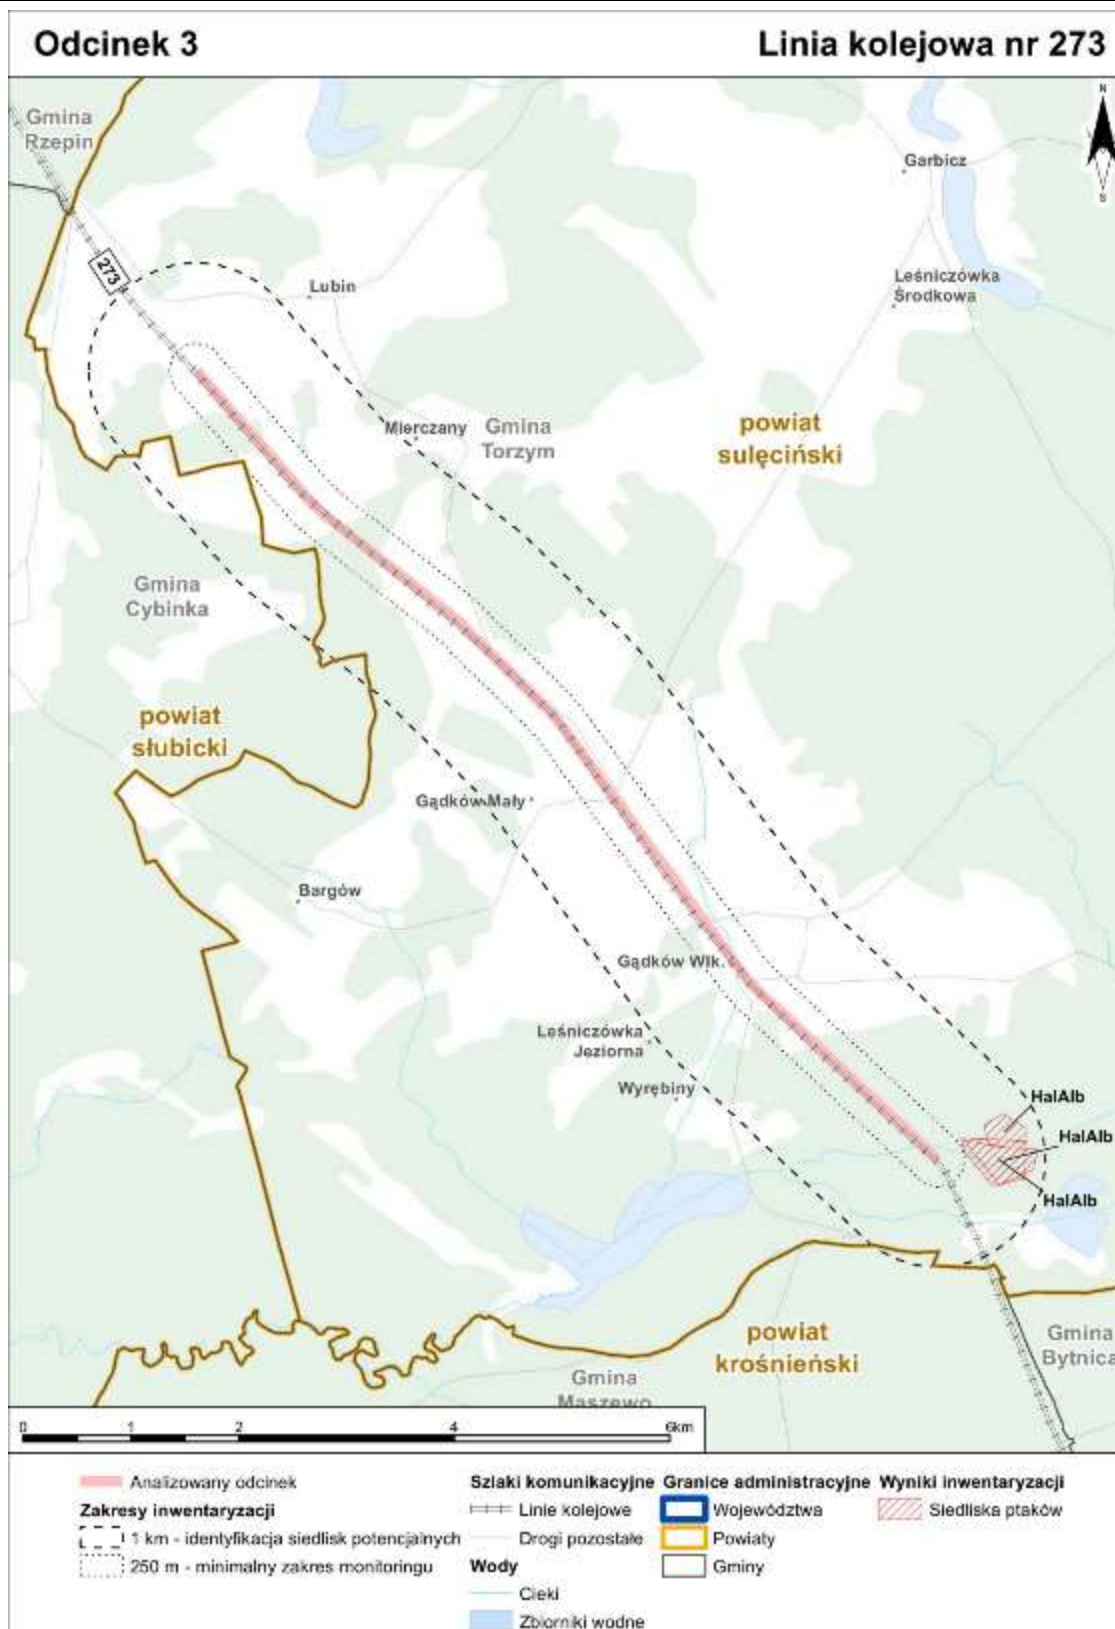 Odcinek 3
Linia kolejowa nr 273
Gmina
Rzepin
N
S
Garbicz
273
Lubin
Leśniczówka
Środkowa
Mierczany
Gmina
Torzym
powiat
sulęciński
Gmina
Cybinka
powiat
słubicki
Gądków Mały
Bargów
Gądków Wlk.
Leśniczówka
Jeziorna
Wyrębiny
HalAlb
HalAlb
HalAlb
powiat
krośnieński
Gmina
Bytnica
Gmina
Maszewo
0 1 2 4 6km
Analizowany odcinek
Zakresy inwentaryzacji
1 km - identyfikacja siedlisk potencjalnych
250 m - minimalny zakres monitoringu
Szlaki komunikacyjne
Linie kolejowe
Drogi pozostałe
Wody
Cieki
Zbiorniki wodne
Granice administracyjne
Województwa
Powiaty
Gminy
Wyniki inwentaryzacji
Siedliska ptaków